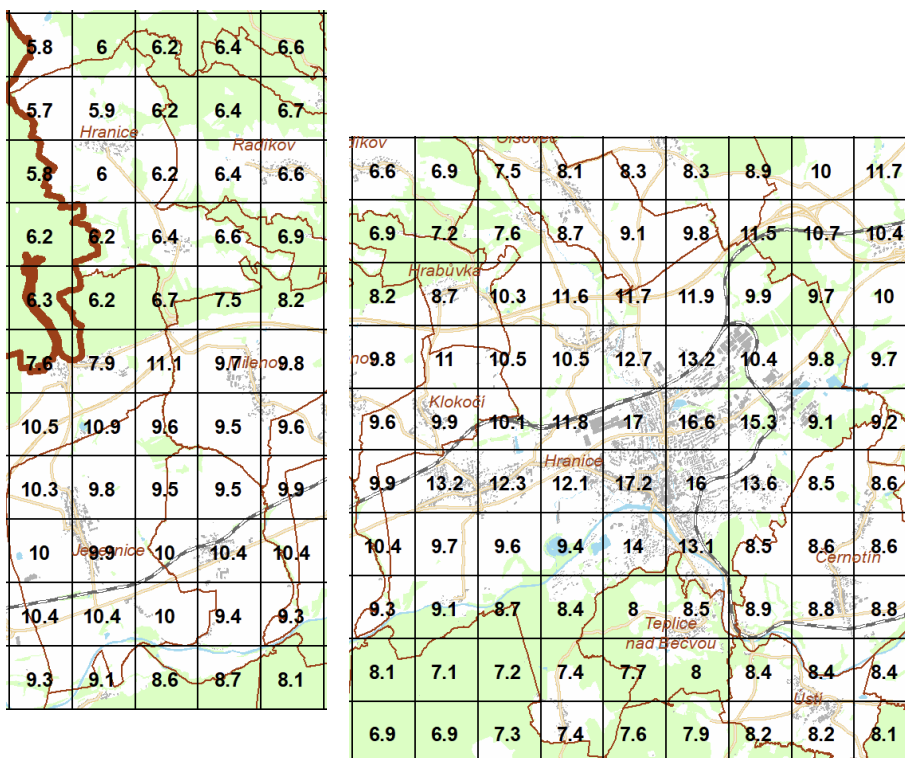 5.8 6 6.2 6.4 6.6
5.7 5.9 6.2 6.4 6.7
Hranice
Radíkov
5.8 6 6.2 6.4 6.6
6.2 6.2 6.4 6.6 6.9
6.3 6.2 6.7 7.5 8.2
7.6 7.9 11.1 9.7 9.8
10.5 10.9 9.6 9.5 9.6
10.3 9.8 9.5 9.5 9.9
10 9.9 10 10.4 10.4
10.4 10.4 10 9.4 9.3
9.3 9.1 8.6 8.7 8.1
6.6 6.9 7.5 8.1 8.3 8.3 8.9 10 11.7
6.9 7.2 7.6 8.7 9.1 9.8 11.5 10.7 10.4
Hrabůvka
8.2 8.7 10.3 11.6 11.7 11.9 9.9 9.7 10
9.8 11 10.5 10.5 12.7 13.2 10.4 9.8 9.7
Klokočí
9.6 9.9 10.1 11.8 17 16.6 15.3 9.1 9.2
Hranice
9.9 13.2 12.3 12.1 17.2 16 13.6 8.5 8.6
10.4 9.7 9.6 9.4 14 13.1 8.5 8.6 8.6
Černotín
9.3 9.1 8.7 8.4 8 8.5 8.9 8.8 8.8
Teplice
nad Bečvou
8.1 7.1 7.2 7.4 7.7 8 8.4 8.4 8.4
Ústí
6.9 6.9 7.3 7.4 7.6 7.9 8.2 8.2 8.1